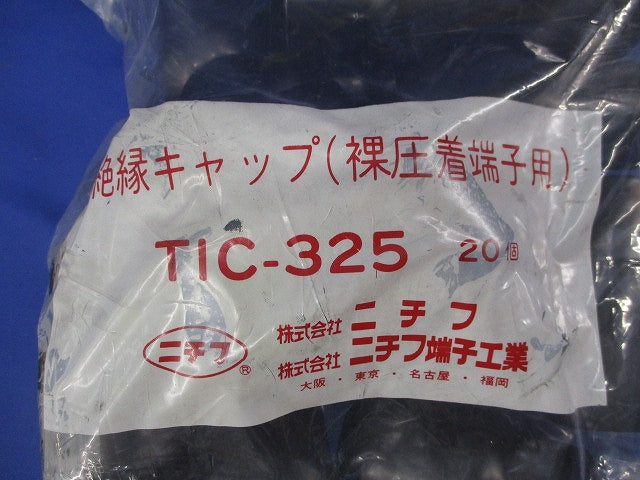 絶縁キャップ(裸圧着端子用)
TIC-325 20個
ニチフ ®
株式会社 ニチフ
株式会社 ニチフ端子工業
大阪・東京・名古屋・福岡